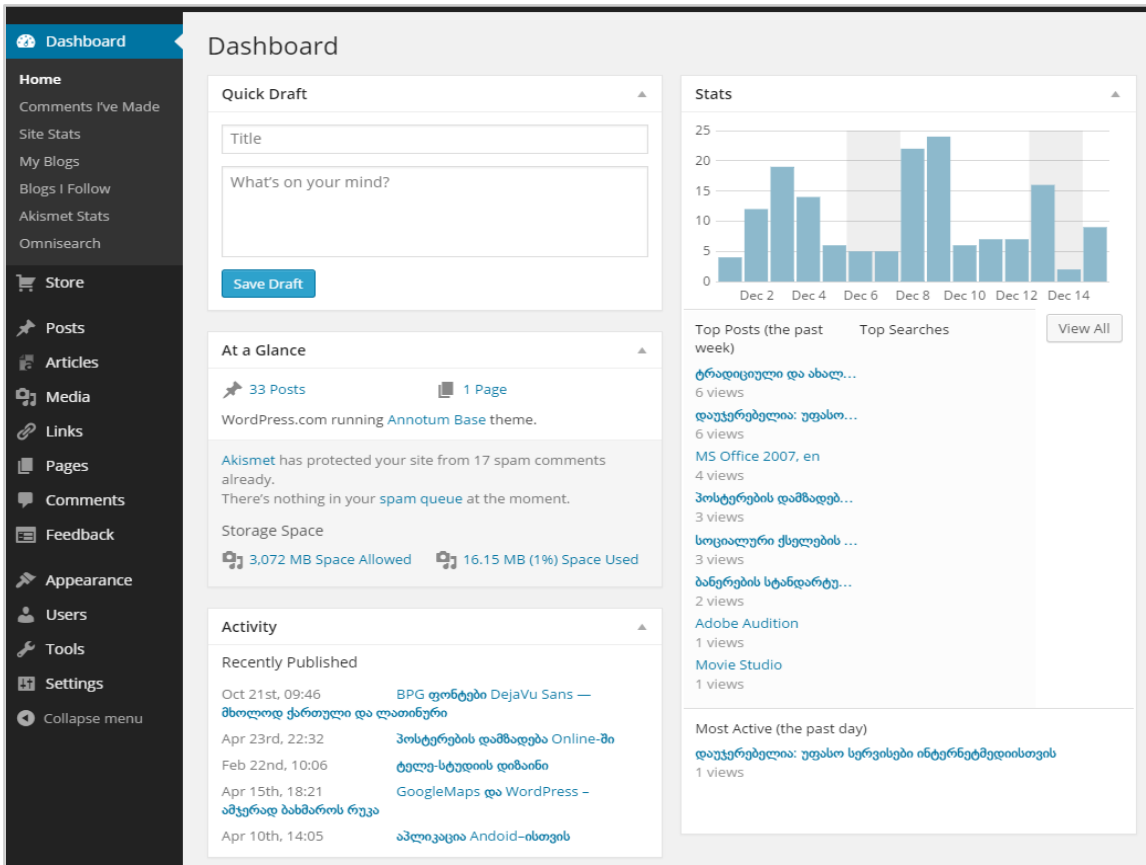 Dashboard
Home
Comments I've Made
Site Stats
My Blogs
Blogs I Follow
Akismet Stats
Omnisearch
Store
Posts
Articles
Media
Links
Pages
Comments
Feedback
Appearance
Users
Tools
Settings
Collapse menu
Dashboard
Quick Draft
Title
What's on your mind?
Save Draft
At a Glance
33 Posts 1 Page
WordPress.com running Annotum Base theme.
Akismet has protected your site from 17 spam comments
already.
There's nothing in your spam queue at the moment.
Storage Space
3,072 MB Space Allowed 16.15 MB (1%) Space Used
Activity
Recently Published
Oct 21st, 09:46 BPG ფონტები DejaVu Sans —
მხოლოდ ქართული და ლათინური
Apr 23rd, 22:32 პოსტერების დამზადება Online-ში
Feb 22nd, 10:06 ტელე-სტუდიის დიზაინი
Apr 15th, 18:21 GoogleMaps და WordPress –
ამჯერად ბახმაროს რუკა
Apr 10th, 14:05 აპლიკაცია Andoid–ისთვის
Stats
25
20
15
10
5
0
Dec 2 Dec 4 Dec 6 Dec 8 Dec 10 Dec 12 Dec 14
View All
Top Posts (the past
week)
ტრადიციული და ახალ...
6 views
დაუჯერებელია: უფასო...
6 views
MS Office 2007, en
4 views
პოსტერების დამზადებ...
3 views
სოციალური ქსელების ...
3 views
ბანერების სტანდარტუ...
2 views
Adobe Audition
1 views
Movie Studio
1 views
Top Searches
Most Active (the past day)
დაუჯერებელია: უფასო სერვისები ინტერნეტმედიისთვის
1 views